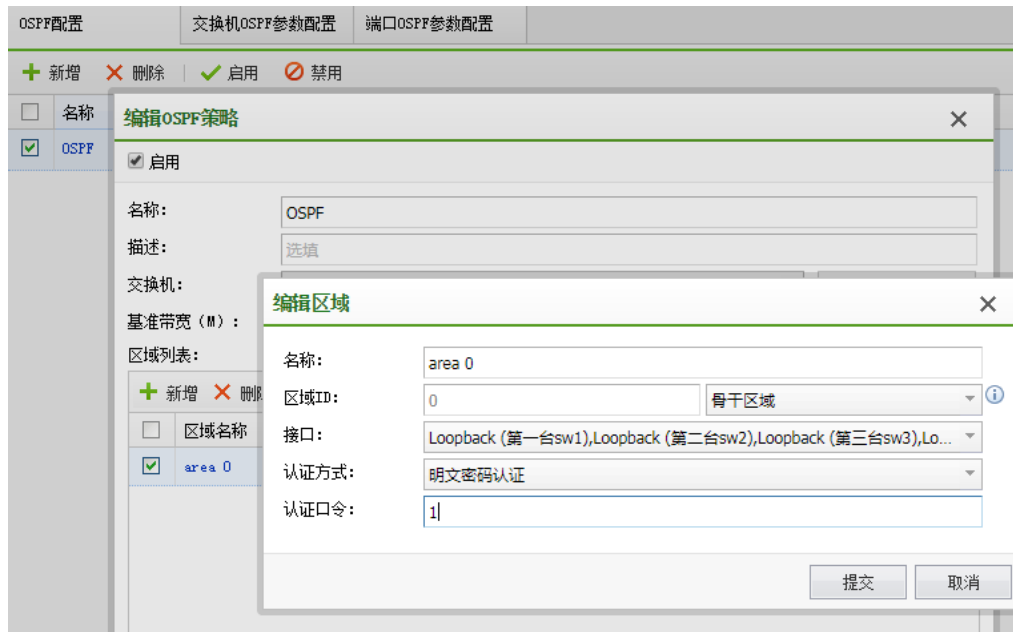 OSPF配置 交换机OSPF参数配置 端口OSPF参数配置
新增 删除 启用 禁用
名称
OSPF
编辑OSPF策略
启用
名称: OSPF
描述: 选填
交换机:
基准带宽(M):
区域列表:
新增
区域名称
area 0
编辑区域
名称: area 0
区域ID: 0 骨干区域
接口: Loopback (第一台sw1),Loopback (第二台sw2),Loopback (第三台sw3),Lo...
认证方式: 明文密码认证
认证口令: 1
提交 取消